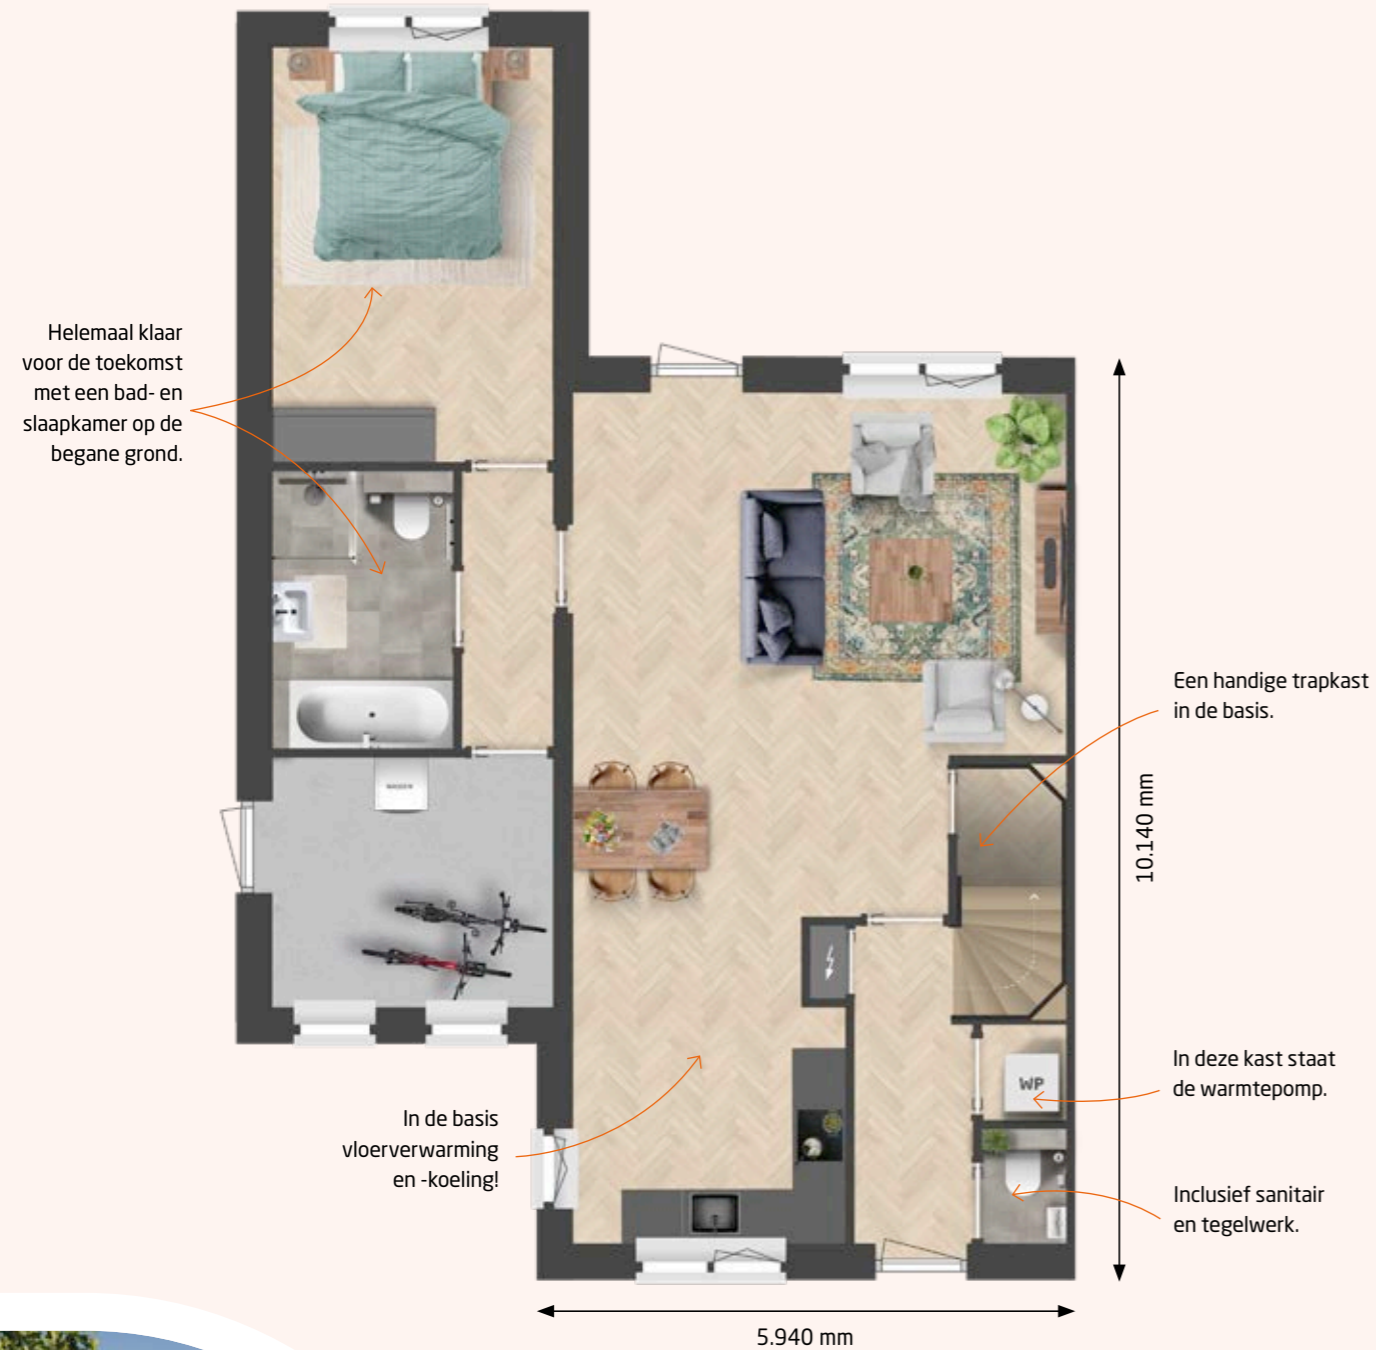 Helemaal klaar
voor de toekomst
met een bad- en
slaapkamer op de
begane grond.
Een handige trapkast
in de basis.
10.140 mm
In deze kast staat
de warmtepomp.
WP
In de basis
vloerverwarming
en -koeling!
Inclusief sanitair
en tegelwerk.
5.940 mm